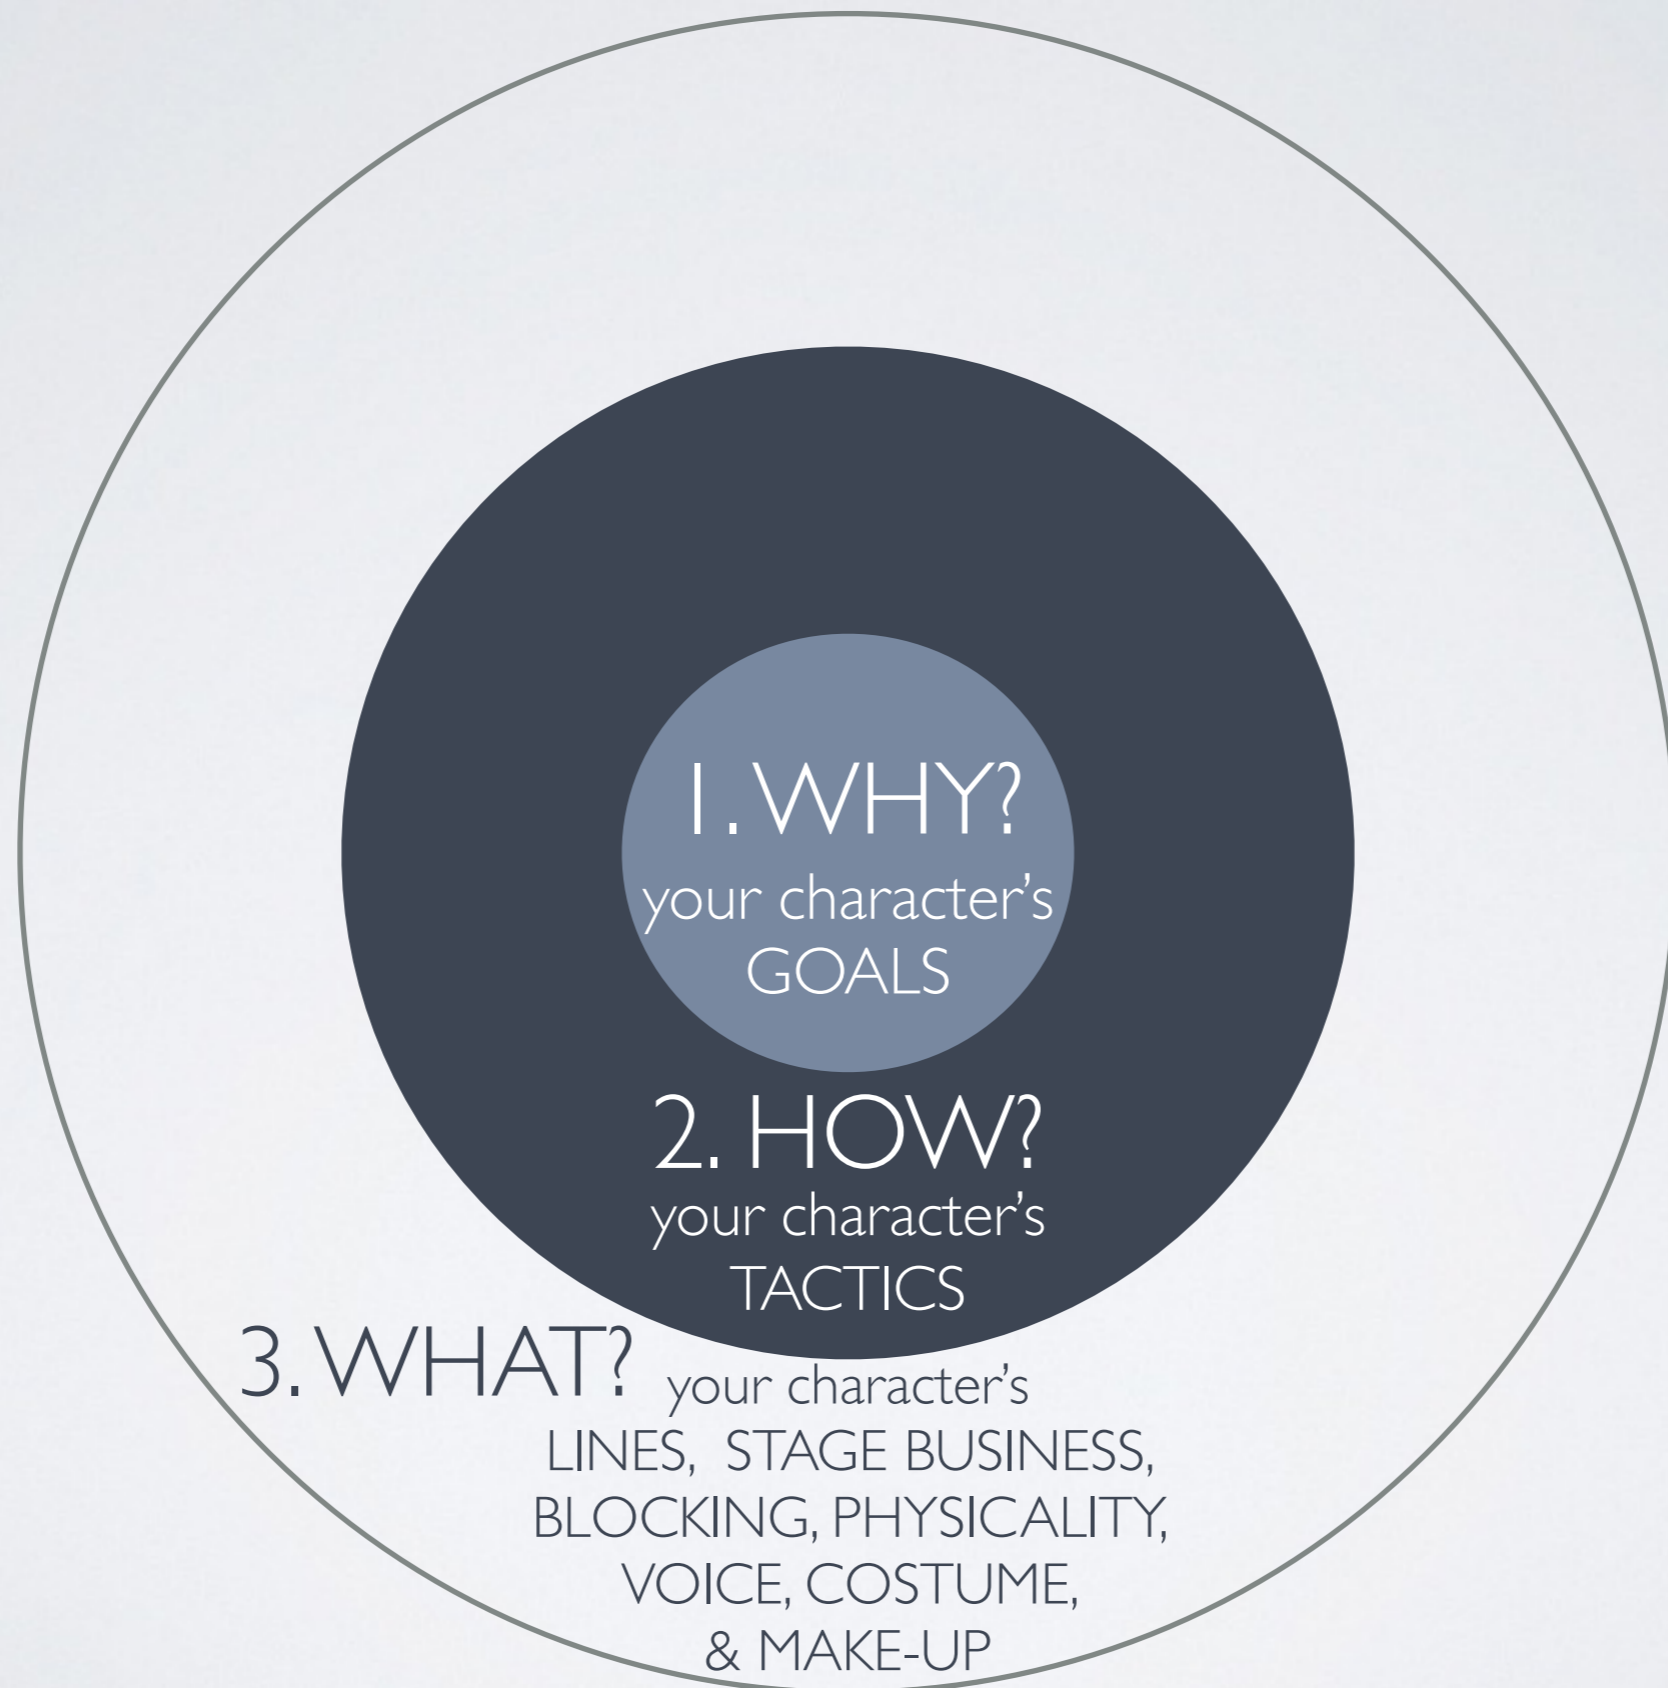 1. WHY?
your character’s
GOALS
2. HOW?
your character’s
TACTICS
3. WHAT? your character’s
LINES, STAGE BUSINESS,
BLOCKING, PHYSICALITY,
VOICE, COSTUME,
& MAKE-UP